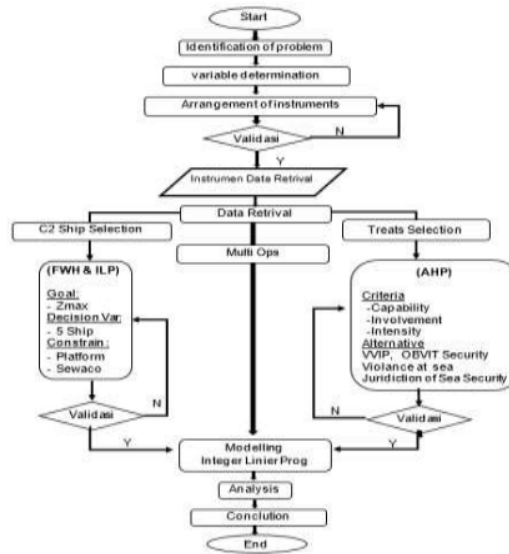 Start
Identification of problem
variable determination
Arrangement of instruments
N
Validasi
Y
Instrumen Data Retrival
Data Retrival
C2 Ship Selection
Multi Ops
Treats Selection
(FWH & ILP)
Goal:
- Zmax
Decision Var:
- 5 Ship
Constrain:
- Platform
- Sewaco
N
Validasi
Y
(AHP)
Criteria
-Capability
-Involvement
-Intensity
Alternative
VVIP, OBVIT Security
Violance at sea
Juridiction of Sea Security
N
Validasi
Y
Modelling
Integer Linier Prog
Analysis
Conclution
End